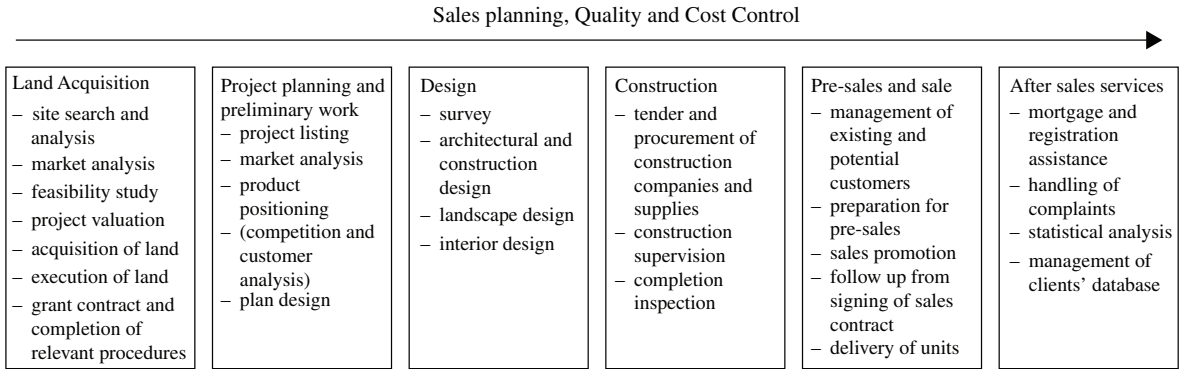 Sales planning, Quality and Cost Control
Land Acquisition
– site search and
analysis
– market analysis
– feasibility study
– project valuation
– acquisition of land
– execution of land
– grant contract and
completion of
relevant procedures
Project planning and
preliminary work
– project listing
– market analysis
– product
positioning
– (competition and
customer
analysis)
– plan design
Design
– survey
– architectural and
construction
design
– landscape design
– interior design
Construction
– tender and
procurement of
construction
companies and
supplies
– construction
supervision
– completion
inspection
Pre-sales and sale
– management of
existing and
potential
customers
– preparation for
pre-sales
– sales promotion
– follow up from
signing of sales
contract
– delivery of units
After sales services
– mortgage and
registration
assistance
– handling of
complaints
– statistical analysis
– management of
clients’ database